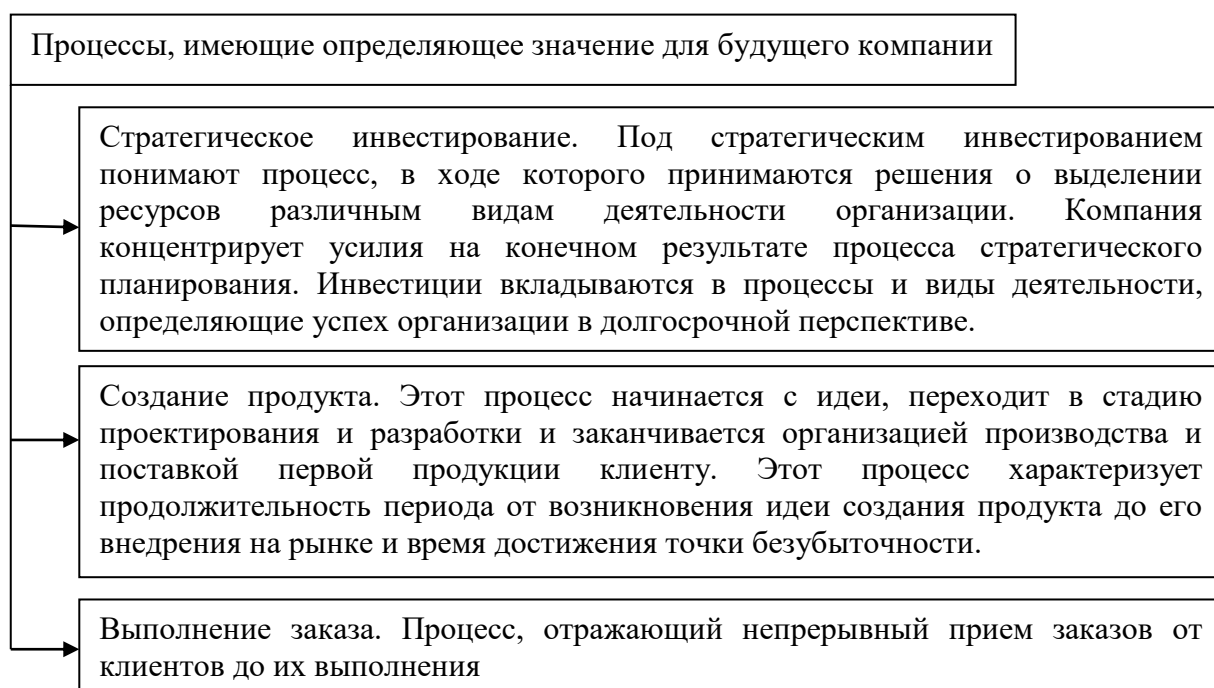 Процессы, имеющие определяющее значение для будущего компании
Стратегическое инвестирование. Под стратегическим инвестированием
понимают процесс, в ходе которого принимаются решения о выделении
ресурсов различным видам деятельности организации. Компания
концентрирует усилия на конечном результате процесса стратегического
планирования. Инвестиции вкладываются в процессы и виды деятельности,
определяющие успех организации в долгосрочной перспективе.
Создание продукта. Этот процесс начинается с идеи, переходит в стадию
проектирования и разработки и заканчивается организацией производства и
поставкой первой продукции клиенту. Этот процесс характеризует
продолжительность периода от возникновения идеи создания продукта до его
внедрения на рынке и время достижения точки безубыточности.
Выполнение заказа. Процесс, отражающий непрерывный прием заказов от
клиентов до их выполнения